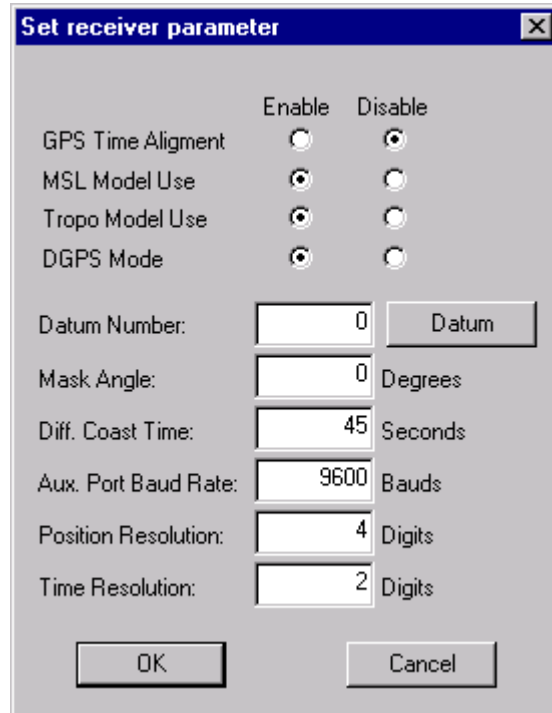 Set receiver parameter
Enable Disable
GPS Time Aligment
MSL Model Use
Tropo Model Use
DGPS Mode
Datum Number: 0 Datum
Mask Angle: 0 Degrees
Diff. Coast Time: 45 Seconds
Aux. Port Baud Rate: 9600 Bauds
Position Resolution: 4 Digits
Time Resolution: 2 Digits
OK Cancel